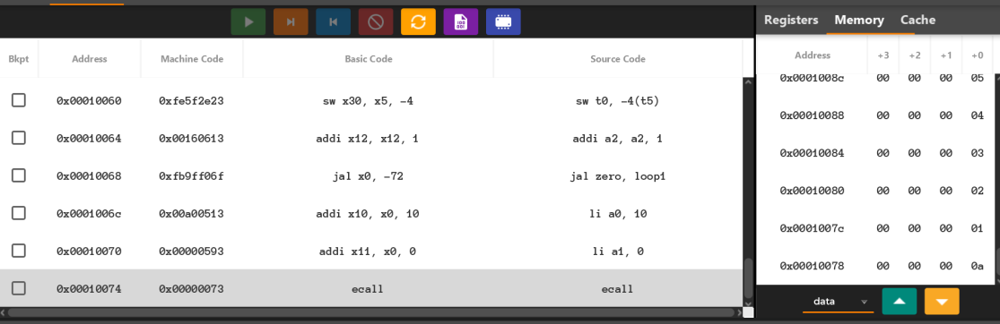 Registers Memory Cache
Bkpt Address Machine Code Basic Code Source Code
0x00010060 0xfe5f2e23 sw x30, x5, -4 sw t0, -4(t5)
0x00010064 0x00160613 addi x12, x12, 1 addi a2, a2, 1
0x00010068 0xfb9ff06f jal x0, -72 jal zero, loop1
0x0001006c 0x00a00513 addi x10, x0, 10 li a0, 10
0x00010070 0x00000593 addi x11, x0, 0 li a1, 0
0x00010074 0x00000073 ecall ecall
Address +3 +2 +1 +0
0x0001008c 00 00 00 05
0x00010088 00 00 00 04
0x00010084 00 00 00 03
0x00010080 00 00 00 02
0x0001007c 00 00 00 01
0x00010078 00 00 00 0a
data